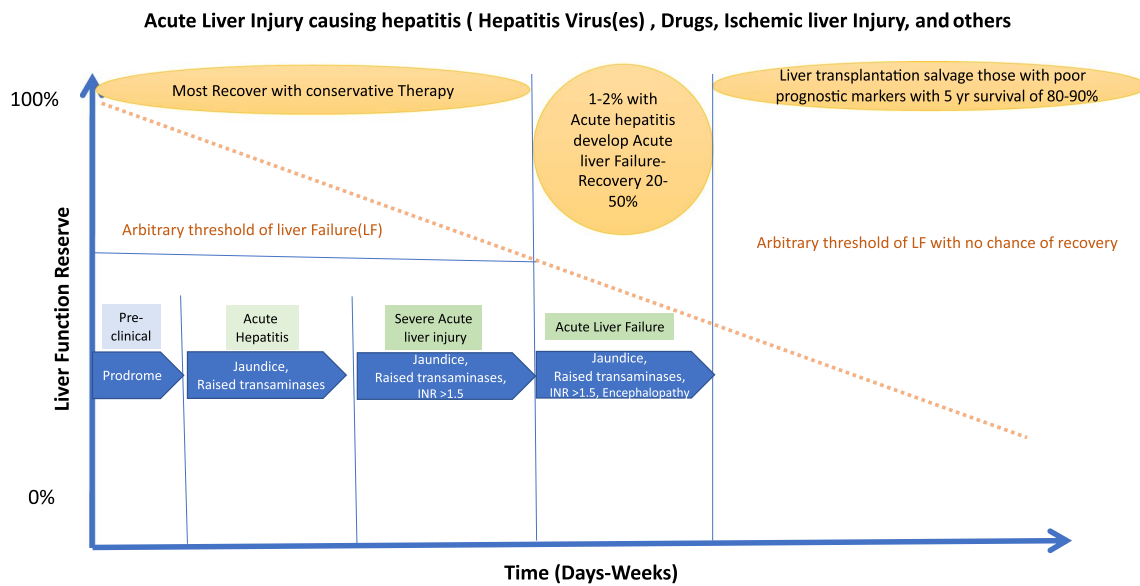 Acute Liver Injury causing hepatitis ( Hepatitis Virus(es) , Drugs, Ischemic liver Injury, and others
100%
Most Recover with conservative Therapy
1-2% with
Acute hepatitis
develop Acute
liver Failure-
Recovery 20-
50%
Liver transplantation salvage those with poor
prognostic markers with 5 yr survival of 80-90%
Liver Function Reserve
Arbitrary threshold of liver Failure(LF)
Arbitrary threshold of LF with no chance of recovery
Pre-
clinical
Acute
Hepatitis
Severe Acute
liver injury
Acute Liver Failure
Prodrome
Jaundice,
Raised transaminases
Jaundice,
Raised transaminases,
INR >1.5
Jaundice,
Raised transaminases,
INR >1.5, Encephalopathy
0%
Time (Days-Weeks)